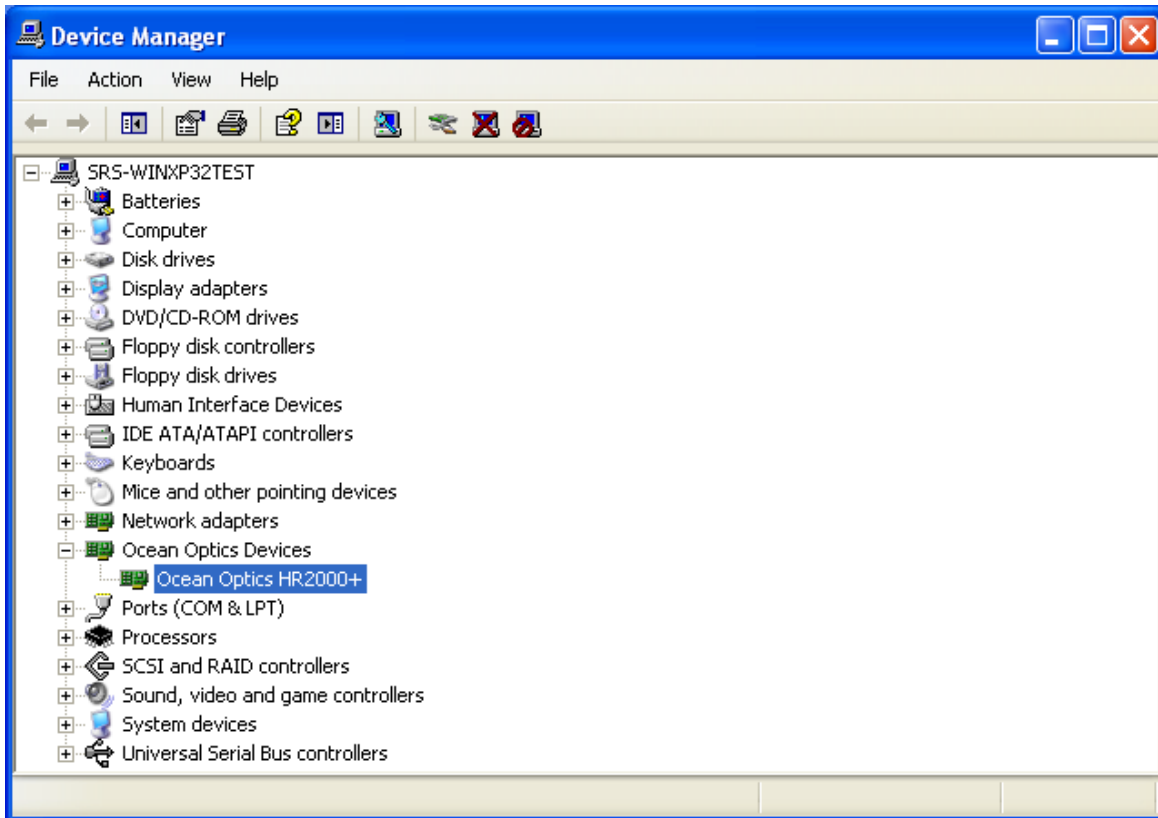 Device Manager
File Action View Help
SRS-WINXP32TEST
Batteries
Computer
Disk drives
Display adapters
DVD/CD-ROM drives
Floppy disk controllers
Floppy disk drives
Human Interface Devices
IDE ATA/ATAPI controllers
Keyboards
Mice and other pointing devices
Network adapters
Ocean Optics Devices
Ocean Optics HR2000+
Ports (COM & LPT)
Processors
SCSI and RAID controllers
Sound, video and game controllers
System devices
Universal Serial Bus controllers